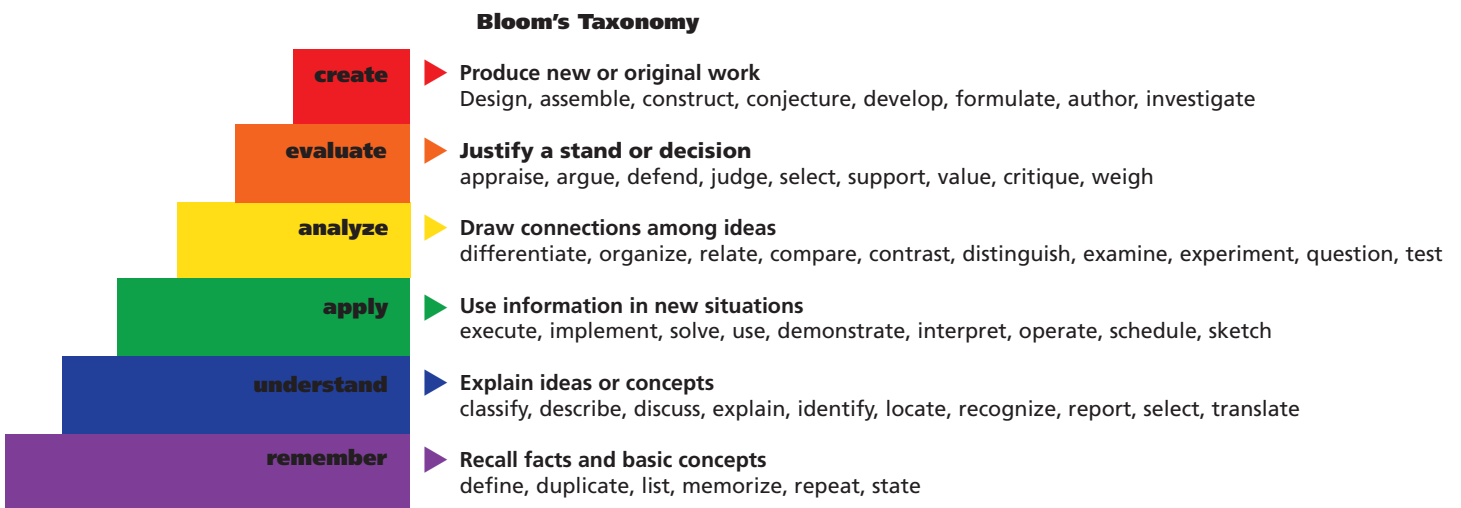 Bloom's Taxonomy
create
Produce new or original work
Design, assemble, construct, conjecture, develop, formulate, author, investigate
evaluate
Justify a stand or decision
appraise, argue, defend, judge, select, support, value, critique, weigh
analyze
Draw connections among ideas
differentiate, organize, relate, compare, contrast, distinguish, examine, experiment, question, test
apply
Use information in new situations
execute, implement, solve, use, demonstrate, interpret, operate, schedule, sketch
understand
Explain ideas or concepts
classify, describe, discuss, explain, identify, locate, recognize, report, select, translate
remember
Recall facts and basic concepts
define, duplicate, list, memorize, repeat, state